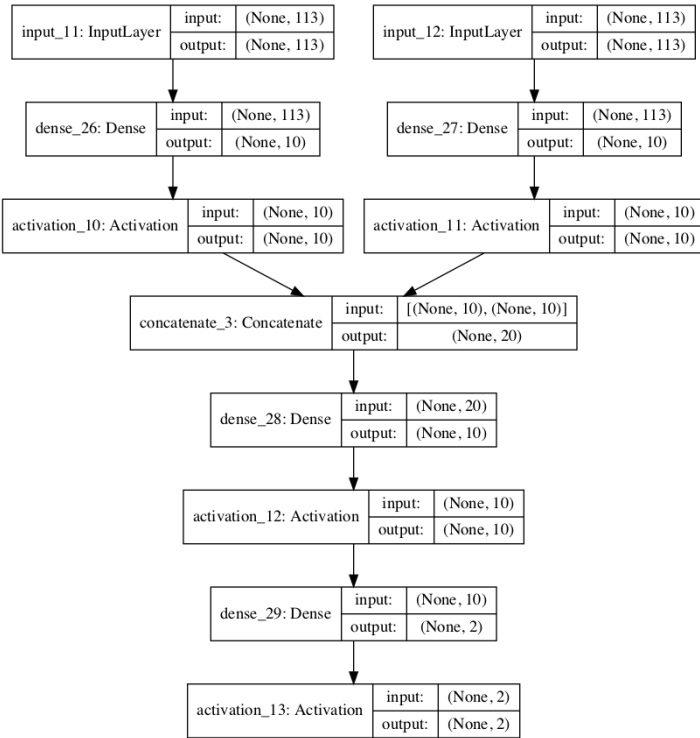 input_11: InputLayer
input: (None, 113)
output: (None, 113)
input_12: InputLayer
input: (None, 113)
output: (None, 113)
dense_26: Dense
input: (None, 113)
output: (None, 10)
dense_27: Dense
input: (None, 113)
output: (None, 10)
activation_10: Activation
input: (None, 10)
output: (None, 10)
activation_11: Activation
input: (None, 10)
output: (None, 10)
concatenate_3: Concatenate
input: [(None, 10), (None, 10)]
output: (None, 20)
dense_28: Dense
input: (None, 20)
output: (None, 10)
activation_12: Activation
input: (None, 10)
output: (None, 10)
dense_29: Dense
input: (None, 10)
output: (None, 2)
activation_13: Activation
input: (None, 2)
output: (None, 2)